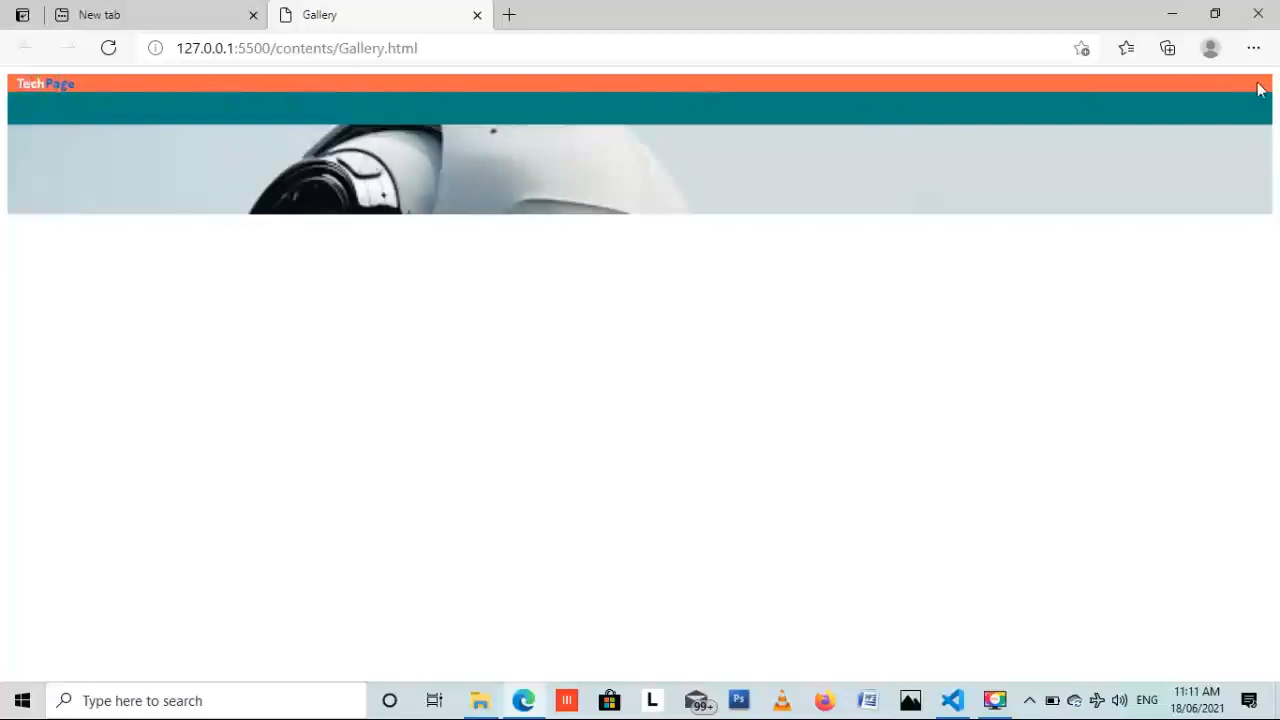 New tab
Gallery
127.0.0.1:5500/contents/Gallery.html
TechPage
Type here to search
L
99+
Ps
ENG
11:11 AM
18/06/2021